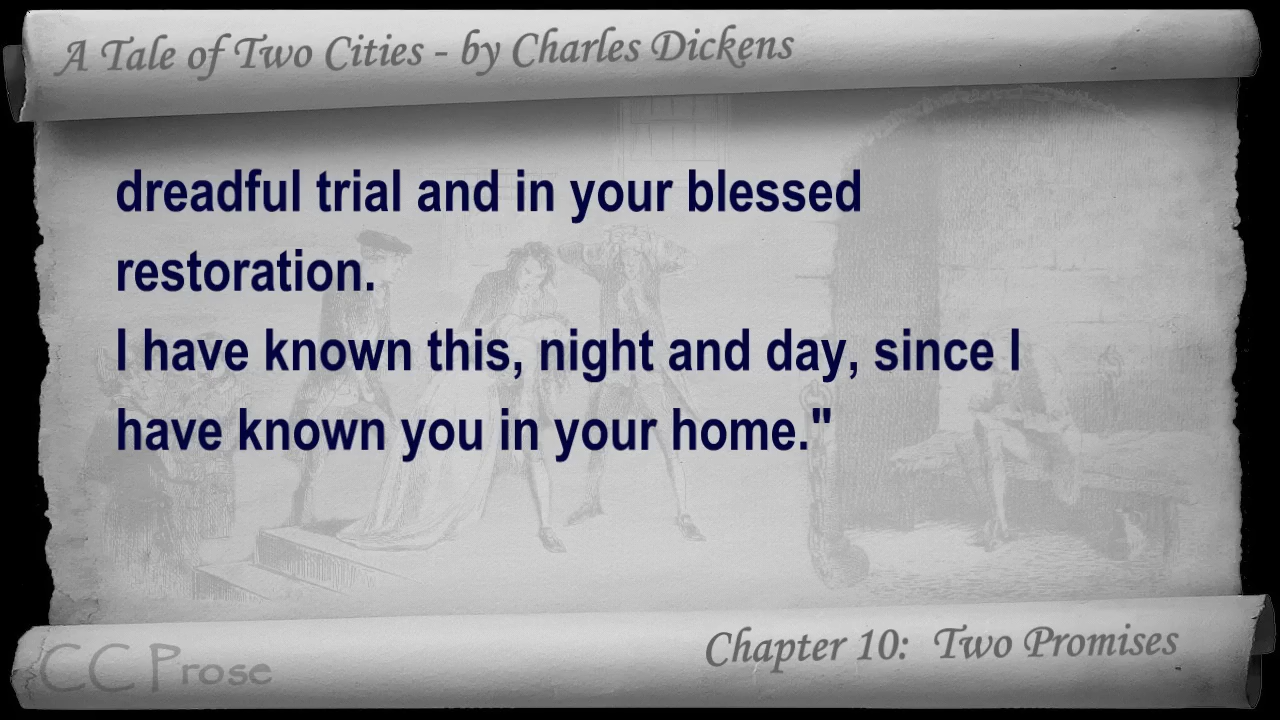 A Tale of Two Cities - by Charles Dickens
dreadful trial and in your blessed
restoration.
I have known this, night and day, since I
have known you in your home."
Chapter 10: Two Promises
CC Prose